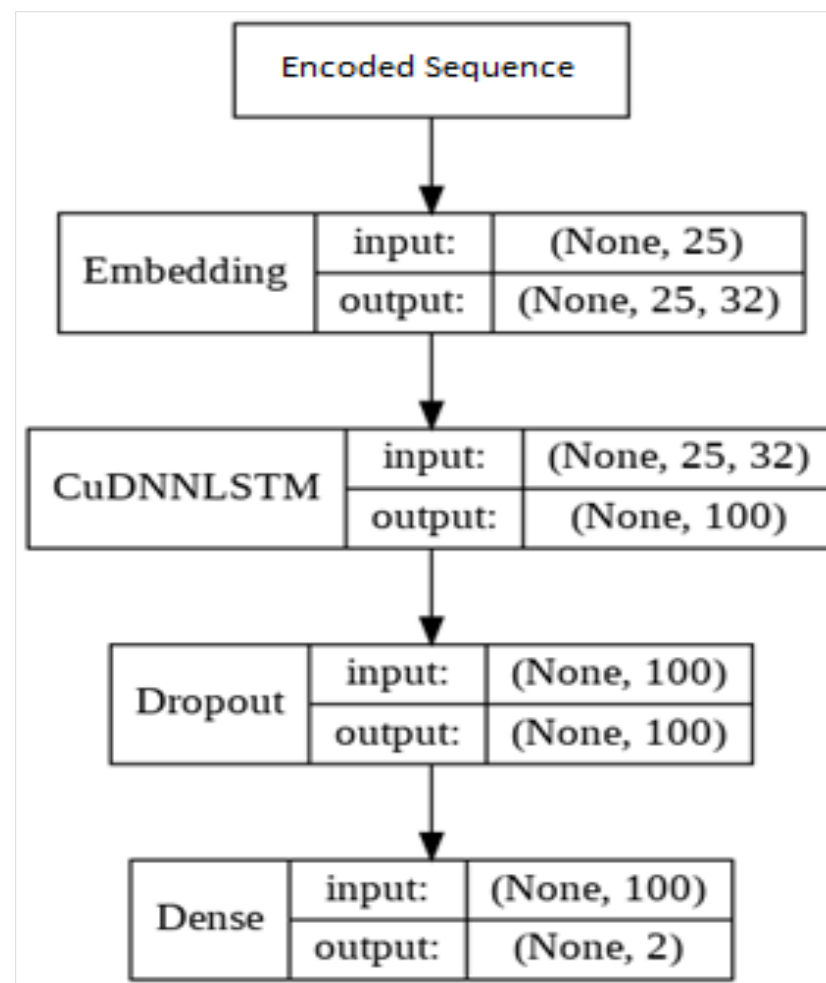 Encoded Sequence
Embedding
input: (None, 25)
output: (None, 25, 32)
CuDNNLSTM
input: (None, 25, 32)
output: (None, 100)
Dropout
input: (None, 100)
output: (None, 100)
Dense
input: (None, 100)
output: (None, 2)